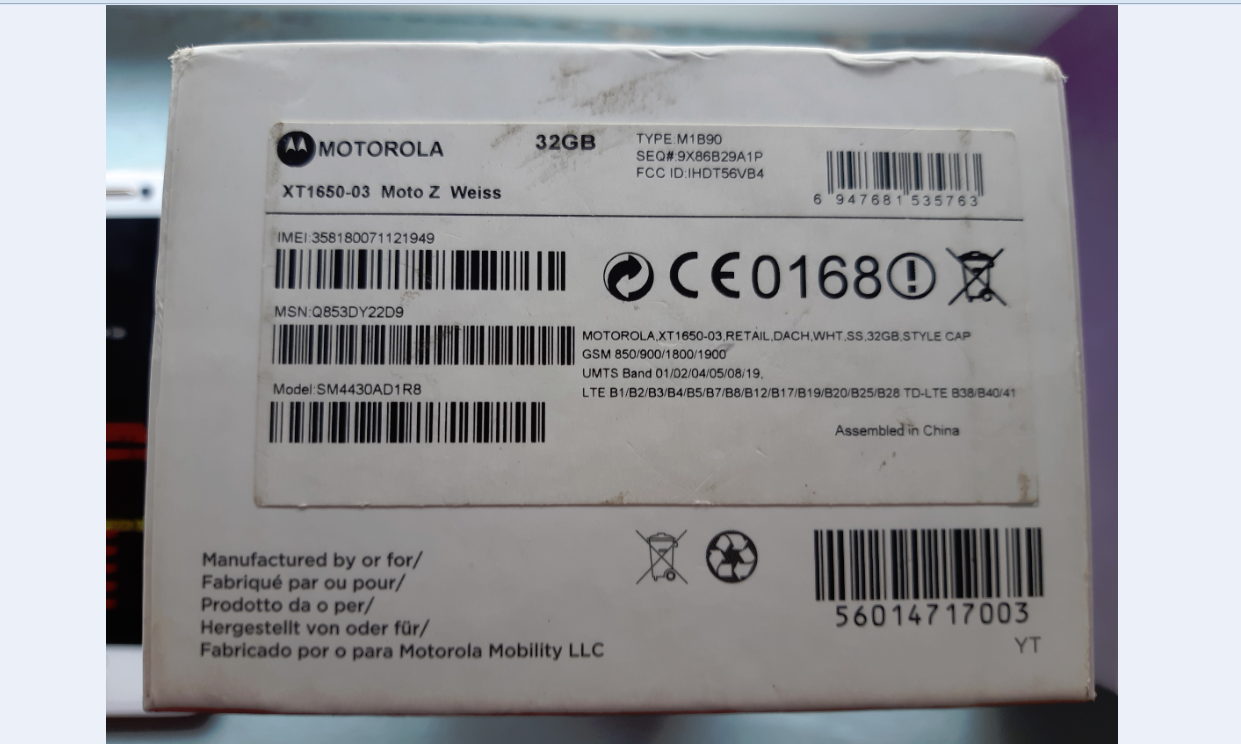 MOTOROLA
32GB
TYPE:M1B90
SEQ#:9X86B29A1P
FCC ID:IHDT56VB4
XT1650-03 Moto Z Weiss
6 947681 535763
IMEI:358180071121949
CE0168
MSN:Q853DY22D9
MOTOROLA,XT1650-03,RETAIL,DACH,WHT,SS,32GB,STYLE CAP
GSM 850/900/1800/1900
UMTS Band 01/02/04/05/08/19,
LTE B1/B2/B3/B4/B5/B7/B8/B12/B17/B19/B20/B25/B28 TD-LTE B38/B40/41
Model:SM4430AD1R8
Assembled in China
Manufactured by or for/
Fabriqué par ou pour/
Prodotto da o per/
Hergestellt von oder für/
Fabricado por o para Motorola Mobility LLC
56014717003
YT